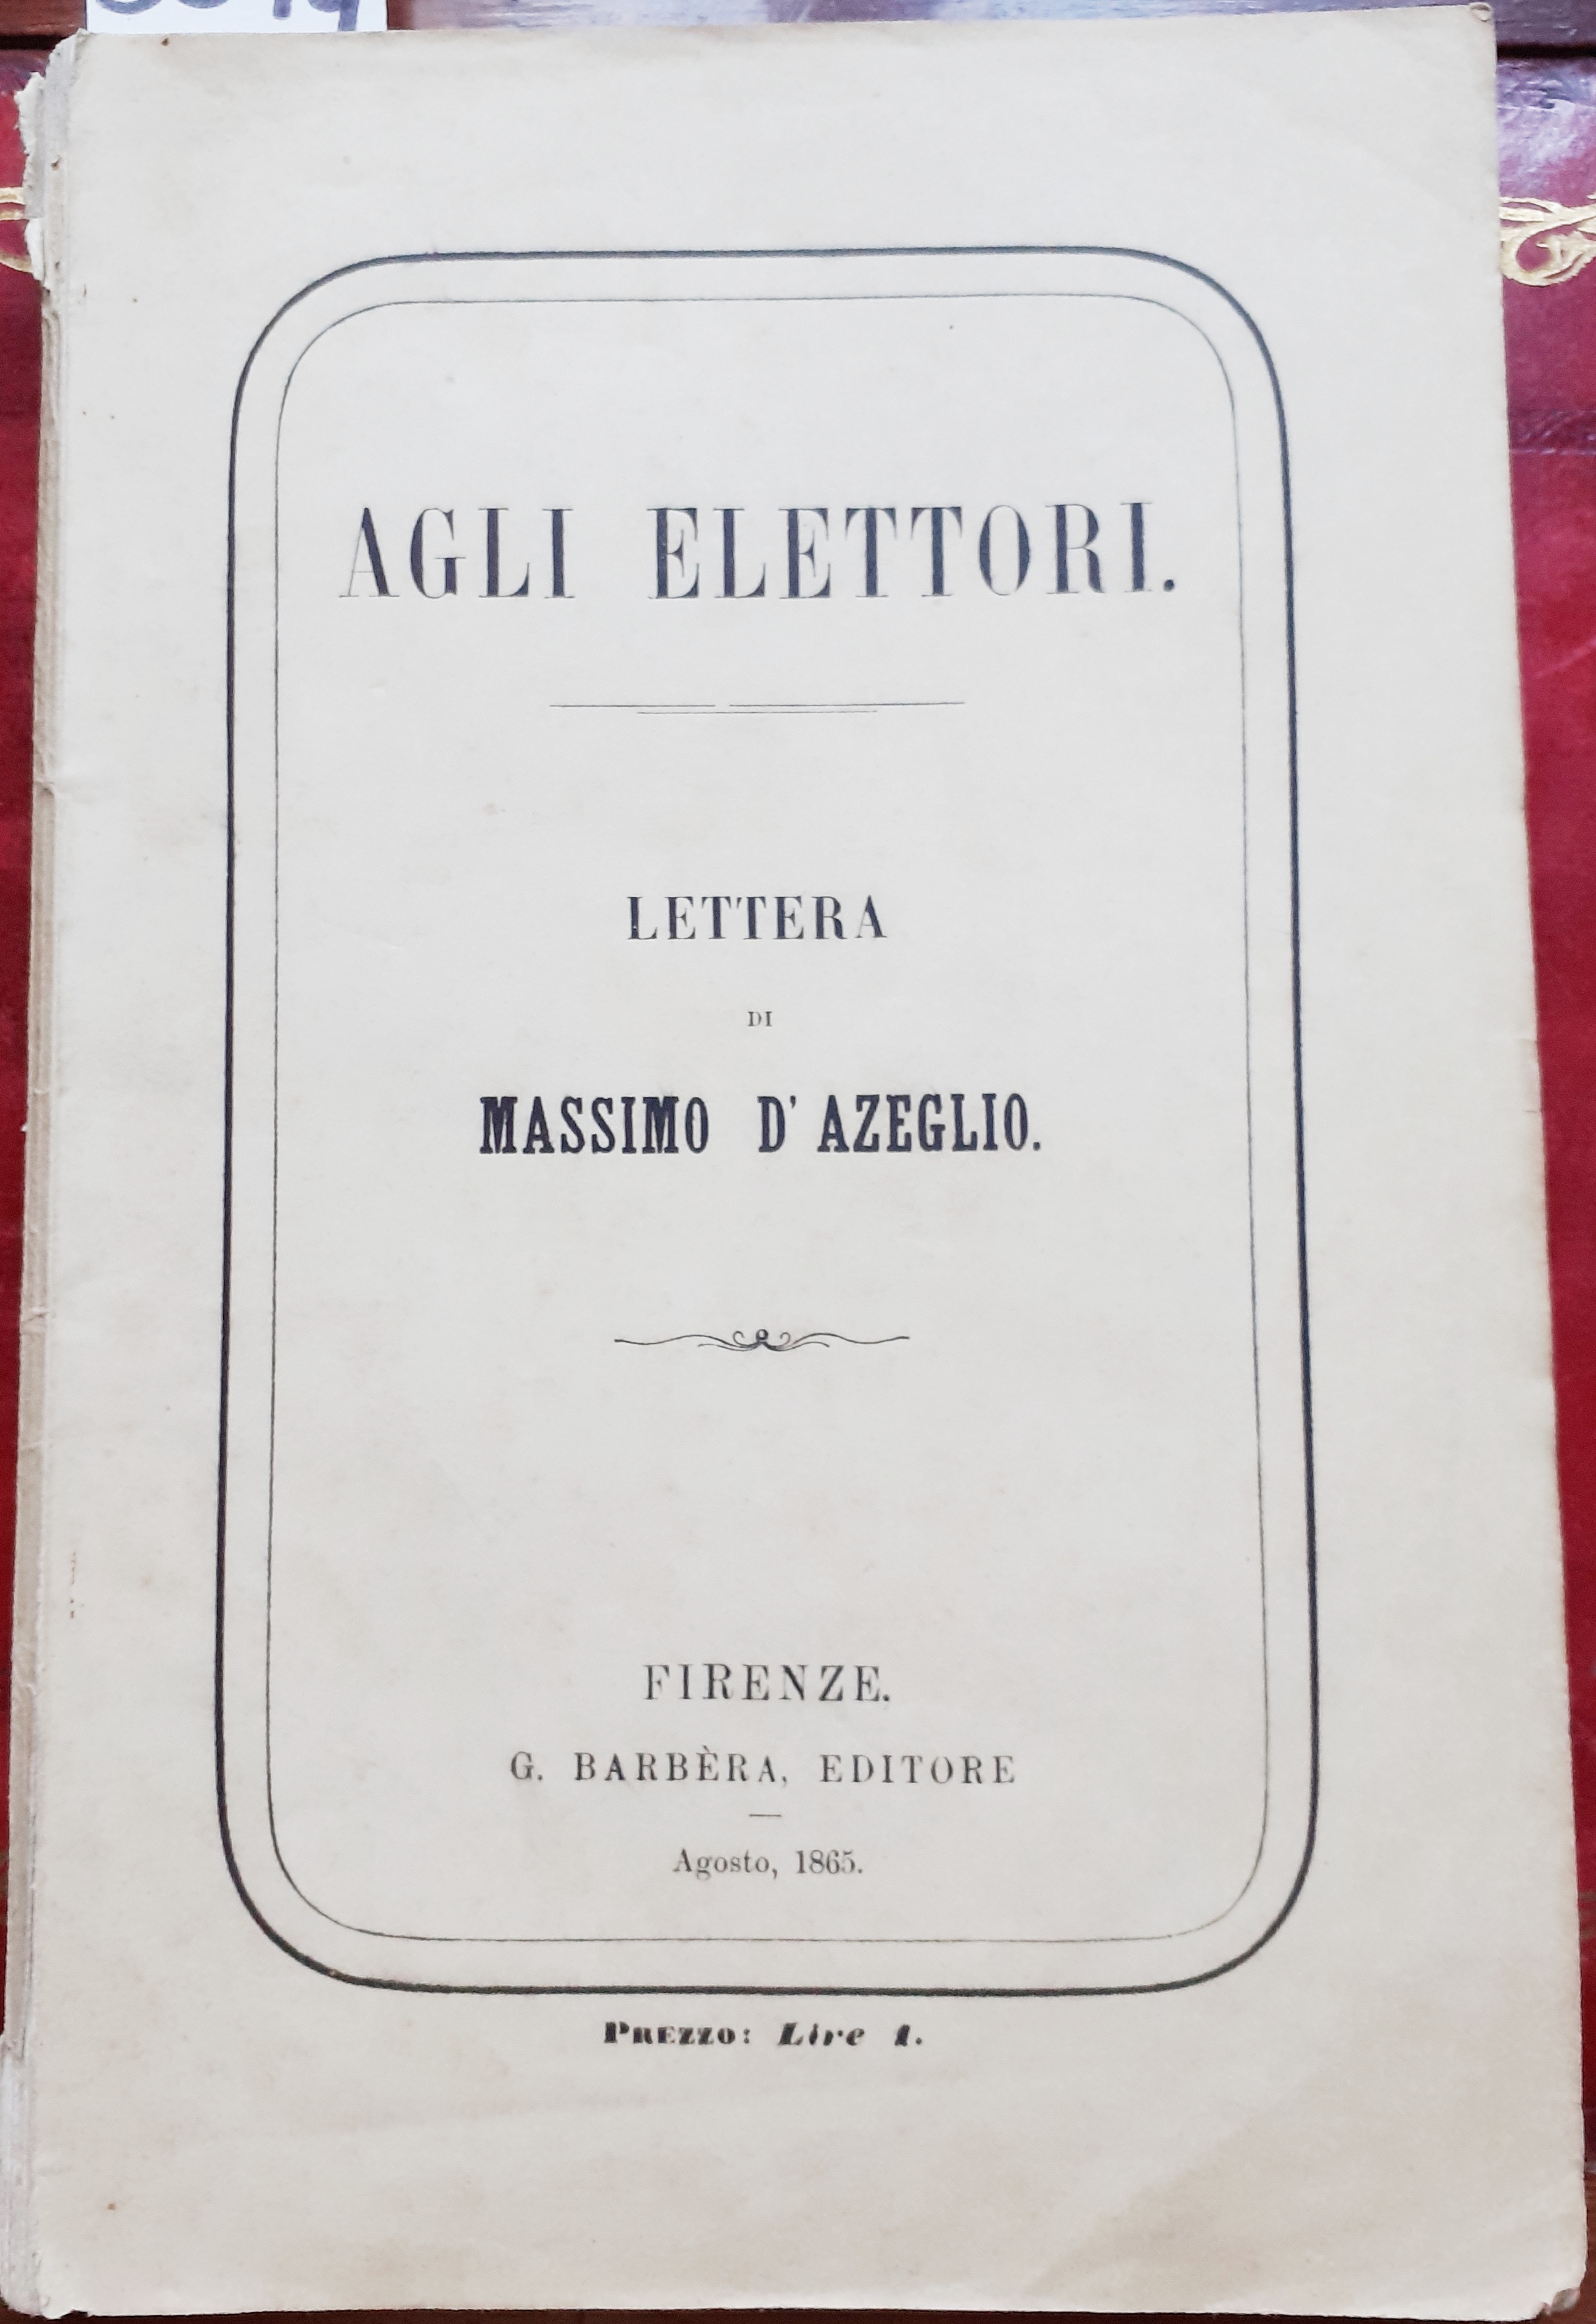 AGLI ELETTORI.
LETTERA
DI
MASSIMO D' AZEGLIO.
FIRENZE.
G. BARBÈRA, EDITORE
Agosto, 1865.
PREZZO: Lire 1.